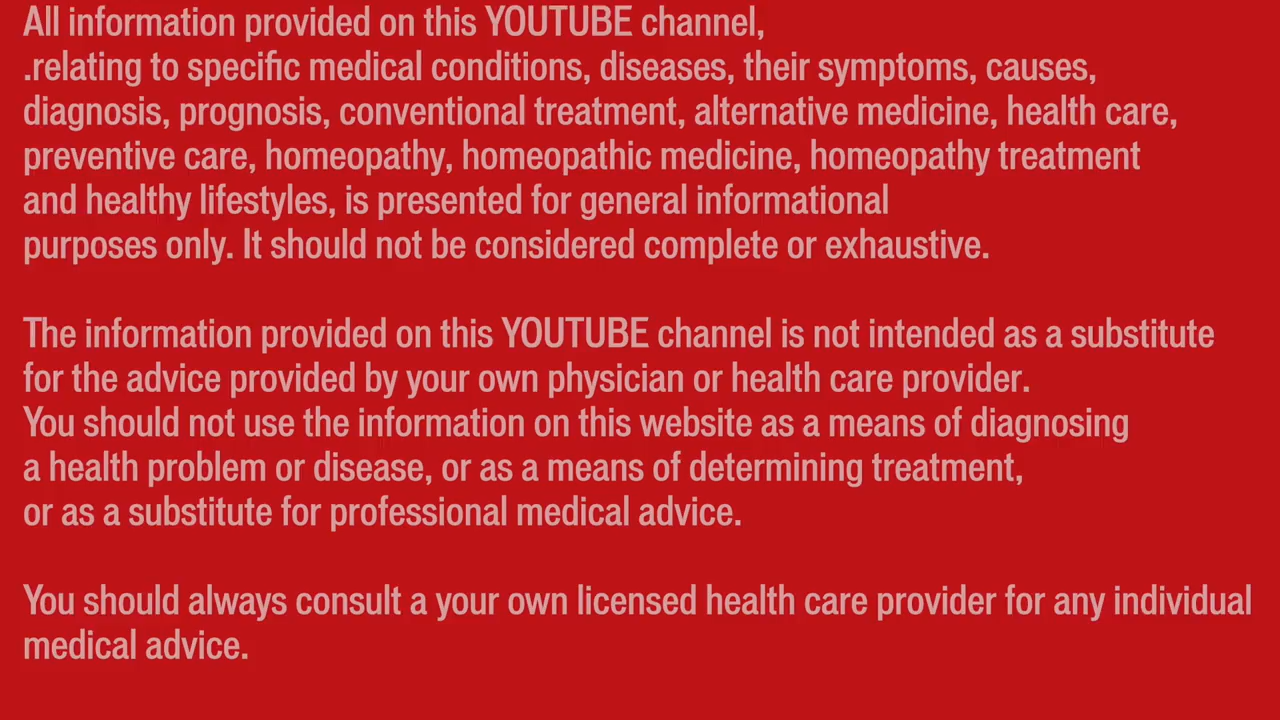 All information provided on this YOUTUBE channel,
.relating to specific medical conditions, diseases, their symptoms, causes,
diagnosis, prognosis, conventional treatment, alternative medicine, health care,
preventive care, homeopathy, homeopathic medicine, homeopathy treatment
and healthy lifestyles, is presented for general informational
purposes only. It should not be considered complete or exhaustive.
The information provided on this YOUTUBE channel is not intended as a substitute
for the advice provided by your own physician or health care provider.
You should not use the information on this website as a means of diagnosing
a health problem or disease, or as a means of determining treatment,
or as a substitute for professional medical advice.
You should always consult a your own licensed health care provider for any individual
medical advice.